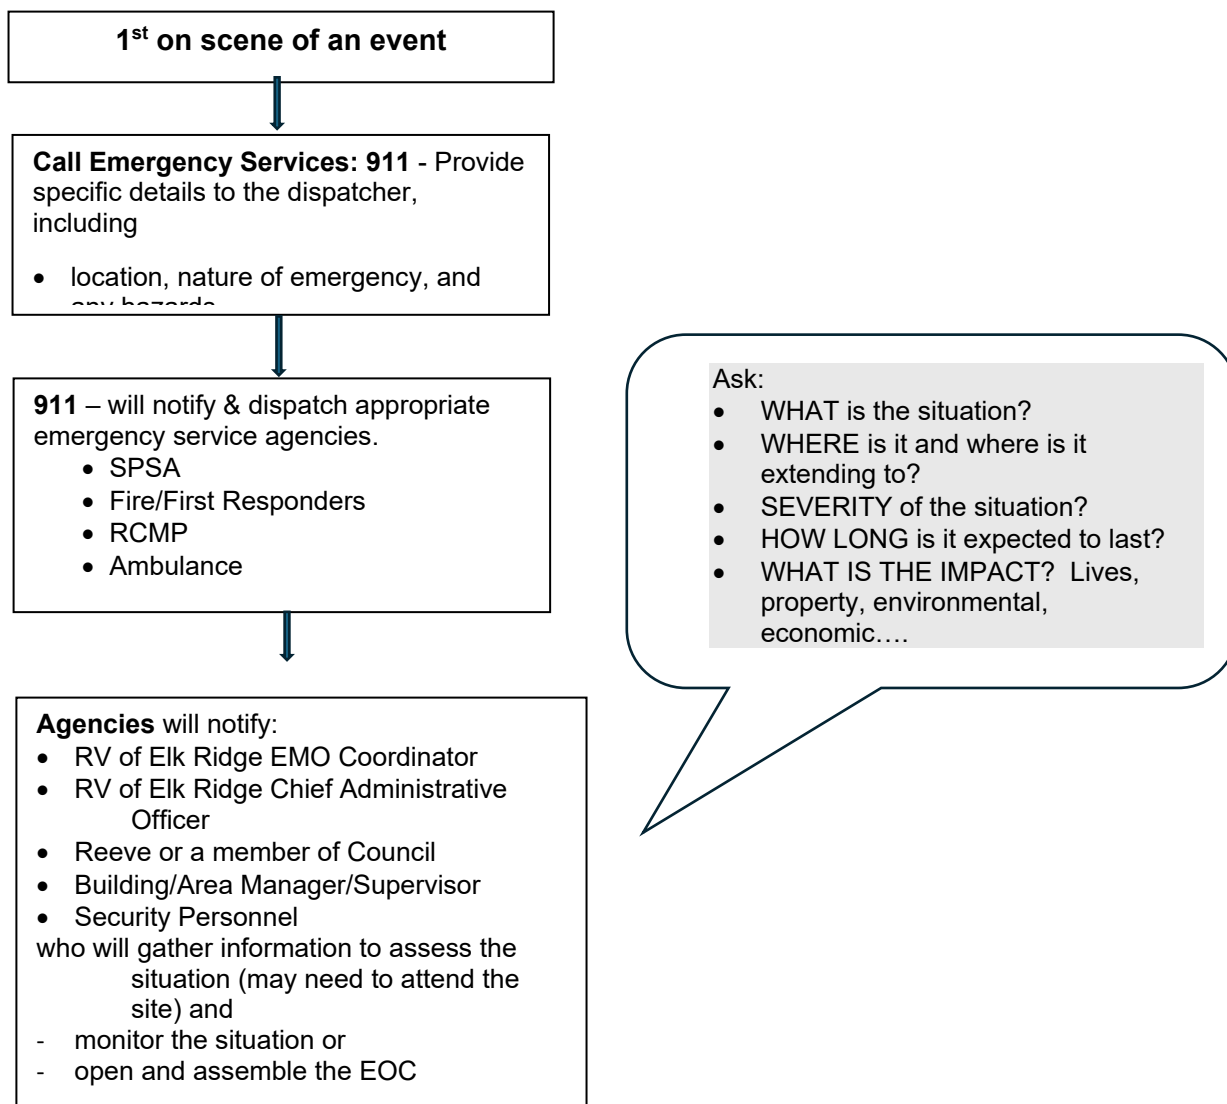 1st on scene of an event
Call Emergency Services: 911 - Provide
specific details to the dispatcher,
including
• location, nature of emergency, and
any hazards
911 – will notify & dispatch appropriate
emergency service agencies.
• SPSA
• Fire/First Responders
• RCMP
• Ambulance
Ask:
• WHAT is the situation?
• WHERE is it and where is it
extending to?
• SEVERITY of the situation?
• HOW LONG is it expected to last?
• WHAT IS THE IMPACT? Lives,
property, environmental,
economic….
Agencies will notify:
• RV of Elk Ridge EMO Coordinator
• RV of Elk Ridge Chief Administrative
Officer
• Reeve or a member of Council
• Building/Area Manager/Supervisor
• Security Personnel
who will gather information to assess the
situation (may need to attend the
site) and
- monitor the situation or
- open and assemble the EOC